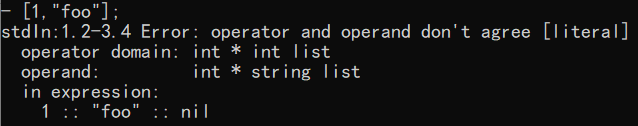 - [1,"foo"];
stdIn:1.2-3.4 Error: operator and operand don't agree [literal]
  operator domain: int * int list
  operand:         int * string list
  in expression:
    1 :: "foo" :: nil